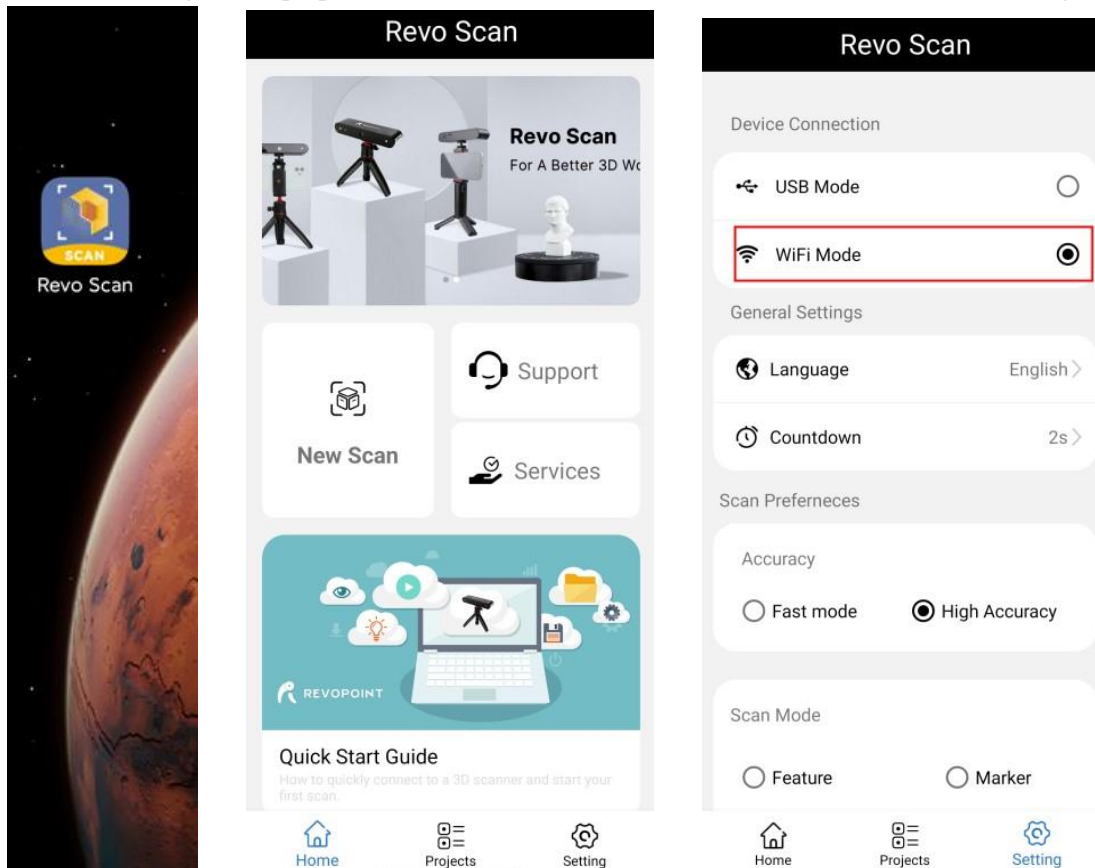 SCAN
Revo Scan
Revo Scan
Revo Scan
For A Better 3D Wo
New Scan
Support
Services
REVOPOINT
Quick Start Guide
How to quickly connect to a 3D scanner and start your
first scan.
Home
Projects
Setting
Revo Scan
Device Connection
USB Mode
WiFi Mode
General Settings
Language English
Countdown 2s
Scan Preferneces
Accuracy
Fast mode High Accuracy
Scan Mode
Feature Marker
Home
Projects
Setting